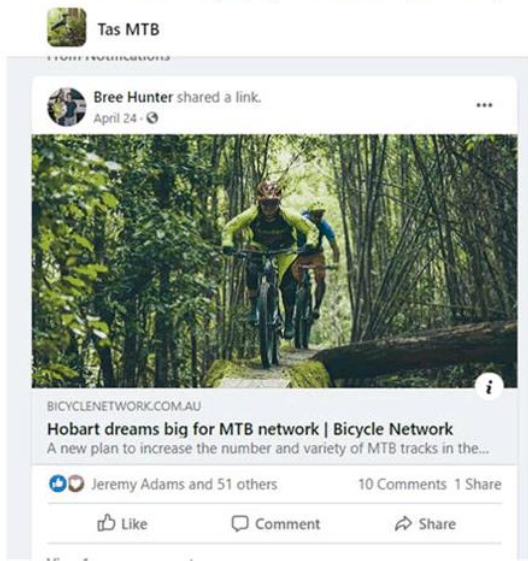 Tas MTB
From Notifications
Bree Hunter shared a link.
April 24 ·
BICYCLENETWORK.COM.AU
Hobart dreams big for MTB network | Bicycle Network
A new plan to increase the number and variety of MTB tracks in the...
Jeremy Adams and 51 others 10 Comments 1 Share
Like Comment Share